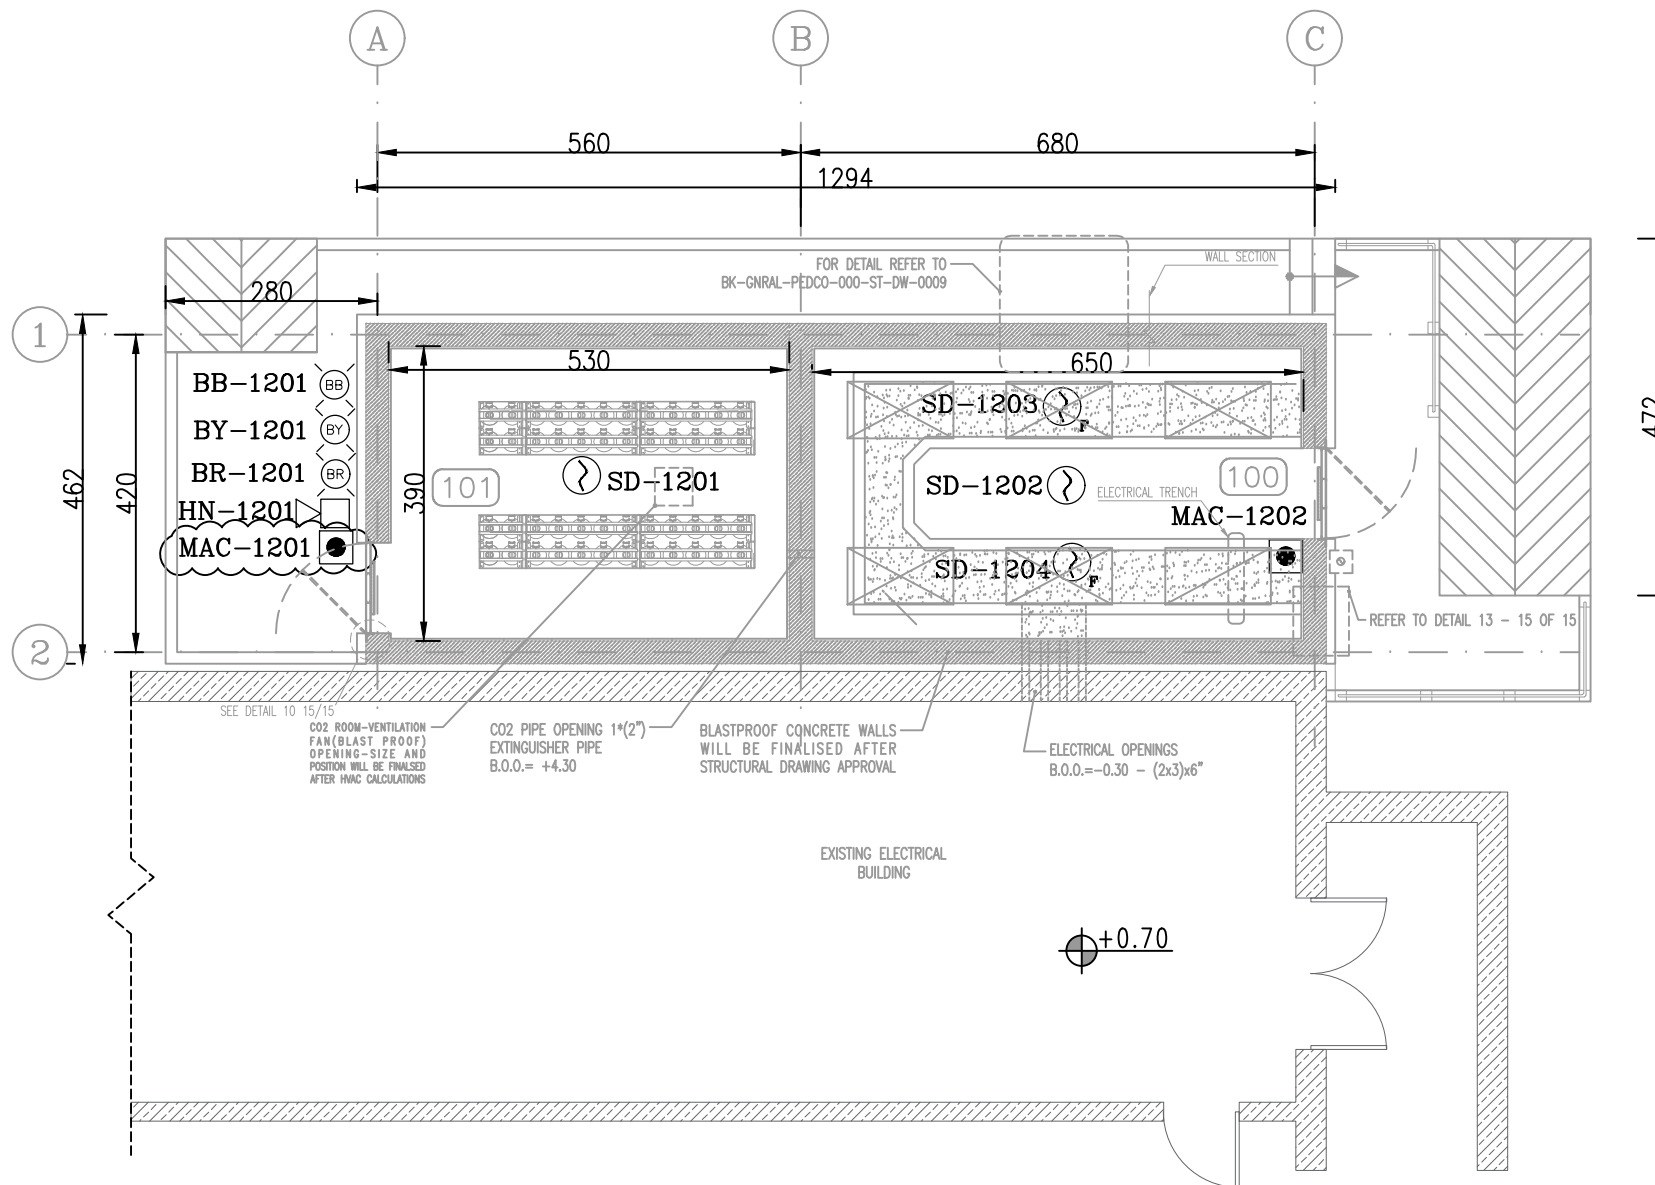 A
B
C
560
680
1294
280
FOR DETAIL REFER TO
BK-GNRAL-PEDCO-000-ST-DW-0009
WALL SECTION
1
530
650
BB-1201
BB
BY-1201
BY
BR-1201
BR
HN-1201
MAC-1201
462
420
390
472
101
SD-1201
SD-1203
F
SD-1202
100
ELECTRICAL TRENCH
MAC-1202
SD-1204
F
REFER TO DETAIL 13 - 15 OF 15
2
SEE DETAIL 10 15/15
CO2 ROOM-VENTILATION
FAN(BLAST PROOF)
OPENING-SIZE AND
POSITION WILL BE FINALSED
AFTER HVAC CALCULATIONS
CO2 PIPE OPENING 1*(2")
EXTINGUISHER PIPE
B.O.O.= +4.30
BLASTPROOF CONCRETE WALLS
WILL BE FINALISED AFTER
STRUCTURAL DRAWING APPROVAL
ELECTRICAL OPENINGS
B.O.O.=-0.30 - (2x3)x6"
EXISTING ELECTRICAL
BUILDING
+0.70